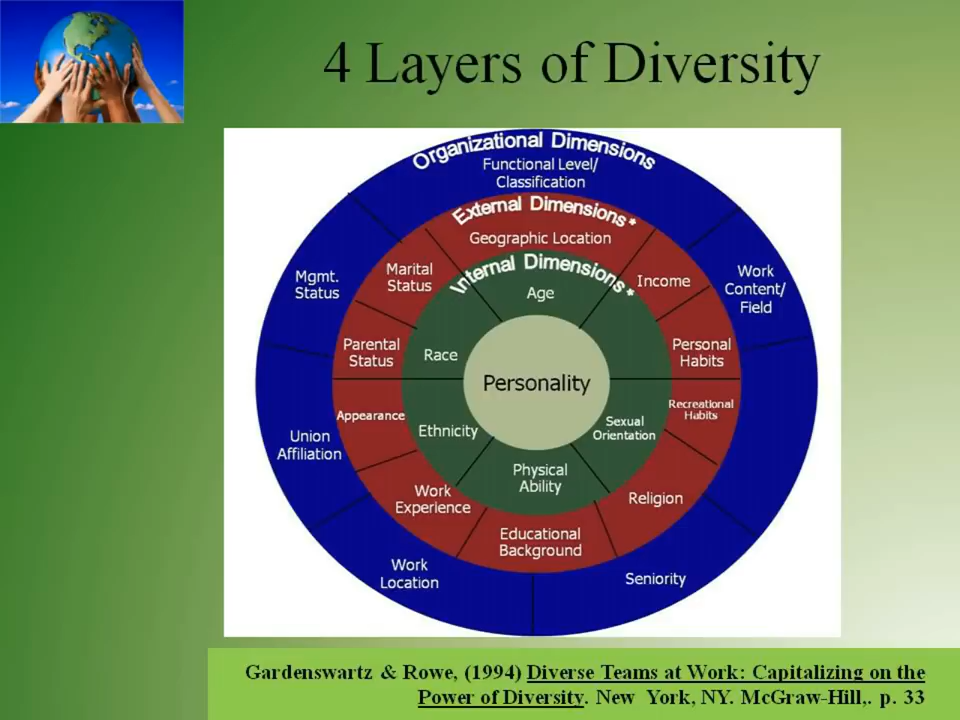 4 Layers of Diversity
Organizational Dimensions
Functional Level/
Classification
External Dimensions*
Geographic Location
Internal Dimensions*
Age
Marital
Status
Income
Mgmt.
Status
Work
Content/
Field
Parental
Status
Race
Personal
Habits
Personality
Appearance
Ethnicity
Sexual
Orientation
Recreational
Habits
Union
Affiliation
Physical
Ability
Work
Experience
Religion
Educational
Background
Work
Location
Seniority
Gardenswartz & Rowe, (1994) Diverse Teams at Work: Capitalizing on the
Power of Diversity. New York, NY. McGraw-Hill,. p. 33